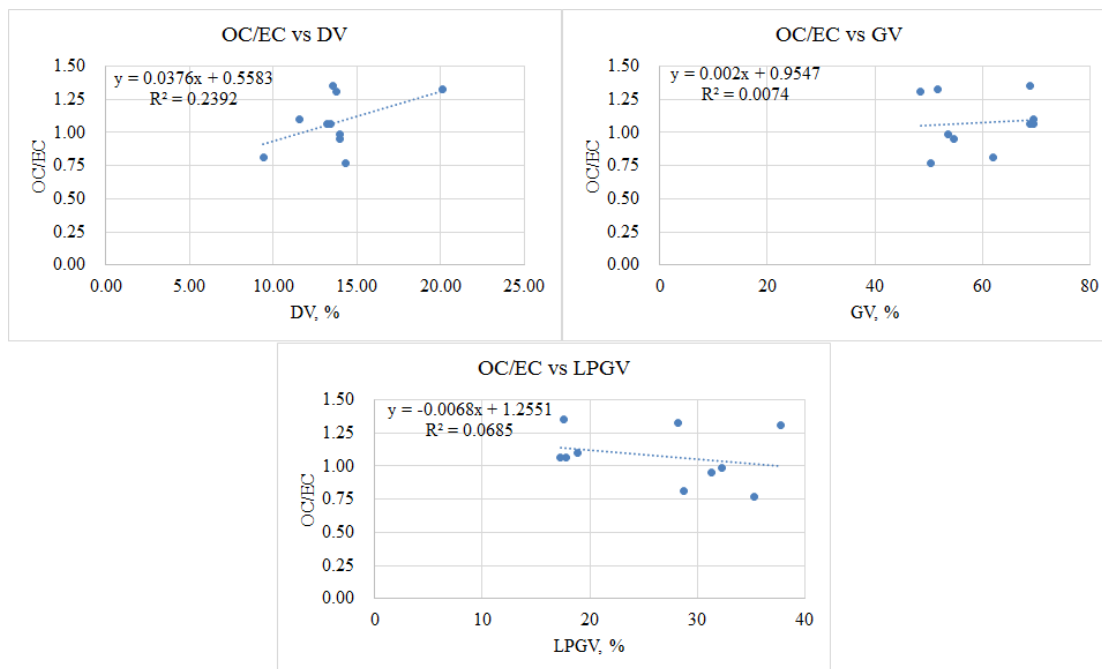 OC/EC vs DV
y = 0.0376x + 0.5583
R² = 0.2392
1.50
1.25
1.00
0.75
0.50
0.25
0.00
OC/EC
0.00 5.00 10.00 15.00 20.00 25.00
DV, %
OC/EC vs GV
y = 0.002x + 0.9547
R² = 0.0074
1.50
1.25
1.00
0.75
0.50
0.25
0.00
OC/EC
0 20 40 60 80
GV, %
OC/EC vs LPGV
y = -0.0068x + 1.2551
R² = 0.0685
1.50
1.25
1.00
0.75
0.50
0.25
0.00
OC/EC
0 10 20 30 40
LPGV, %